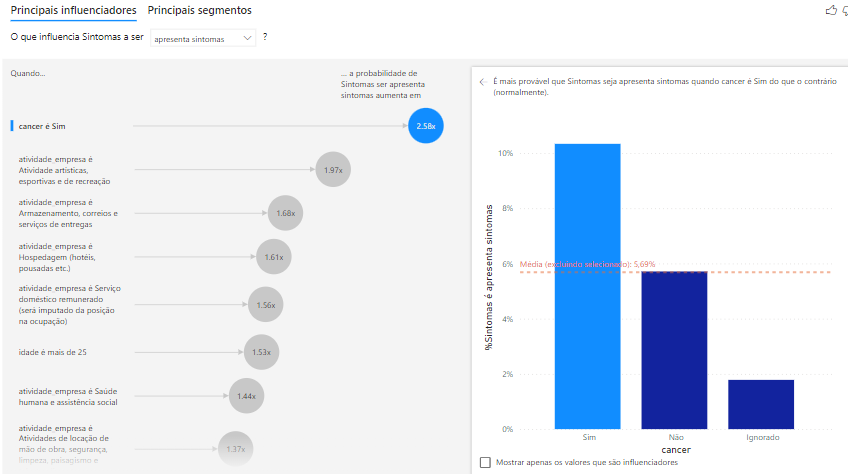 Principais influenciadores Principais segmentos
O que influencia Sintomas a ser apresenta sintomas ?
Quando...
... a probabilidade de
Sintomas ser apresenta
sintomas aumenta em
cancer é Sim
2.58x
atividade_empresa é
Atividade artísticas,
esportivas e de recreação
1.97x
atividade_empresa é
Armazenamento, correios e
serviços de entregas
1.68x
atividade_empresa é
Hospedagem (hotéis,
pousadas etc.)
1.61x
atividade_empresa é Serviço
doméstico remunerado
(será imputado da posição
na ocupação)
1.56x
idade é mais de 25
1.53x
atividade_empresa é Saúde
humana e assistência social
1.44x
atividade_empresa é
Atividades de locação de
mão de obra, segurança,
limpeza, paisagismo e
1.37x
É mais provável que Sintomas seja apresenta sintomas quando cancer é Sim do que o contrário
(normalmente).
%Sintomas é apresenta sintomas
10%
8%
6%
4%
2%
0%
Média (excluindo selecionado): 5,69%
Sim Não Ignorado
cancer
Mostrar apenas os valores que são influenciadores